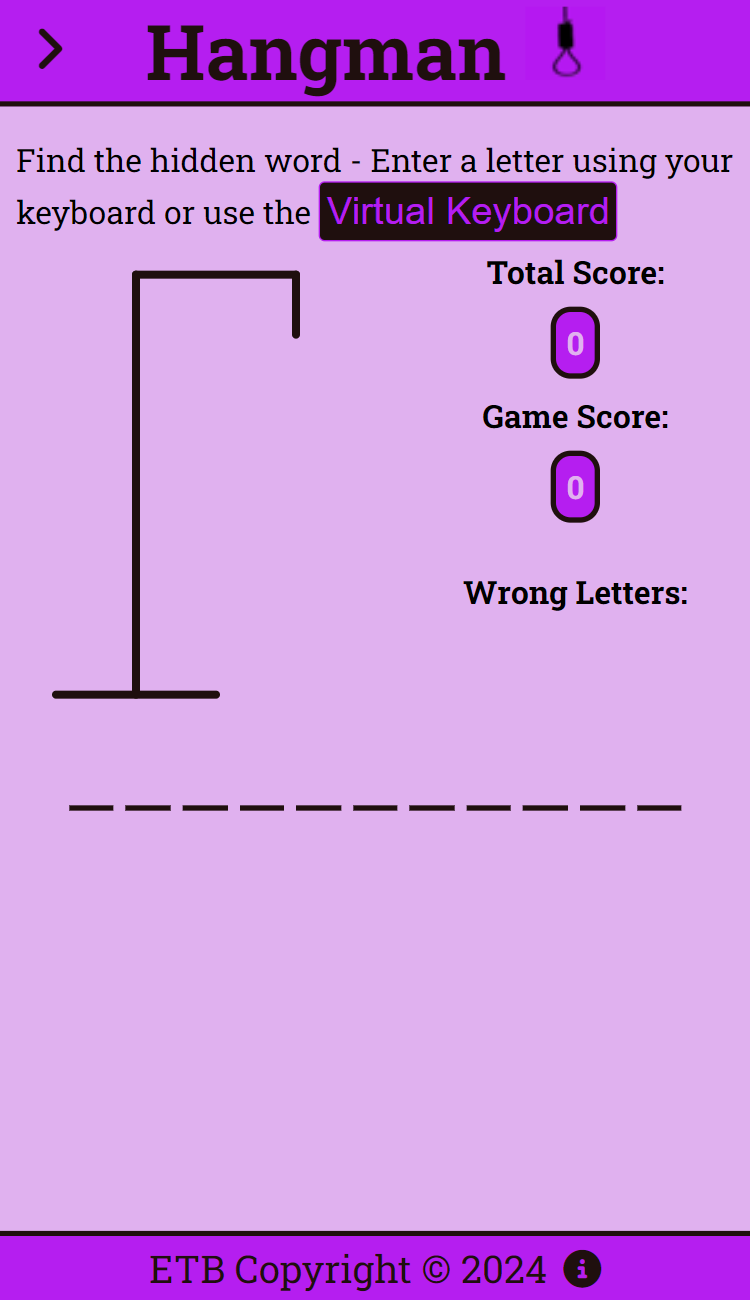 Hangman
Find the hidden word - Enter a letter using your
keyboard or use the Virtual Keyboard
Total Score:
0
Game Score:
0
Wrong Letters:
ETB Copyright © 2024